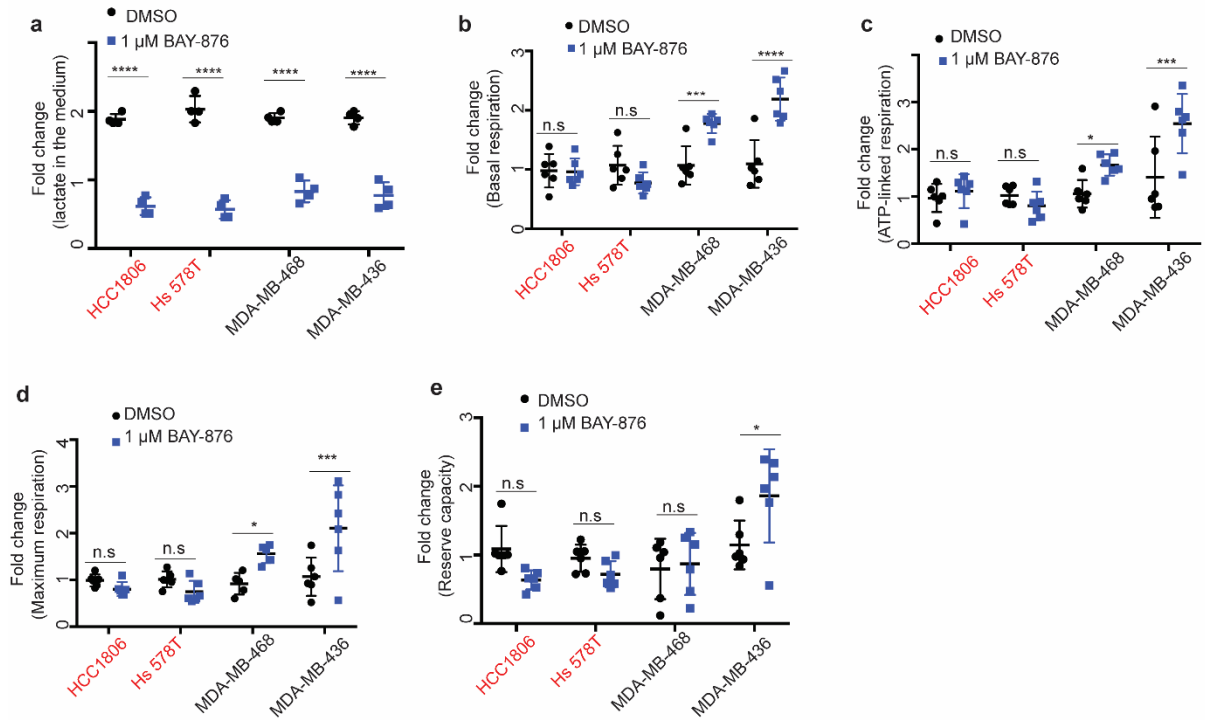 a
DMSO
1 µM BAY-876
Fold change
(lactate in the medium)
2
1
0
****
****
****
****
HCC1806
Hs 578T
MDA-MB-468
MDA-MB-436
b
DMSO
1 µM BAY-876
Fold change
(Basal respiration)
3
2
1
0
n.s
n.s
***
****
HCC1806
Hs 578T
MDA-MB-468
MDA-MB-436
c
DMSO
1 µM BAY-876
Fold change
(ATP-linked respiration)
4
3
2
1
0
n.s
n.s
*
***
HCC1806
Hs 578T
MDA-MB-468
MDA-MB-436
d
DMSO
1 µM BAY-876
Fold change
(Maximum respiration)
4
3
2
1
0
n.s
n.s
*
***
HCC1806
Hs 578T
MDA-MB-468
MDA-MB-436
e
DMSO
1 µM BAY-876
Fold change
(Reserve capacity)
3
2
1
0
n.s
n.s
n.s
*
HCC1806
Hs 578T
MDA-MB-468
MDA-MB-436